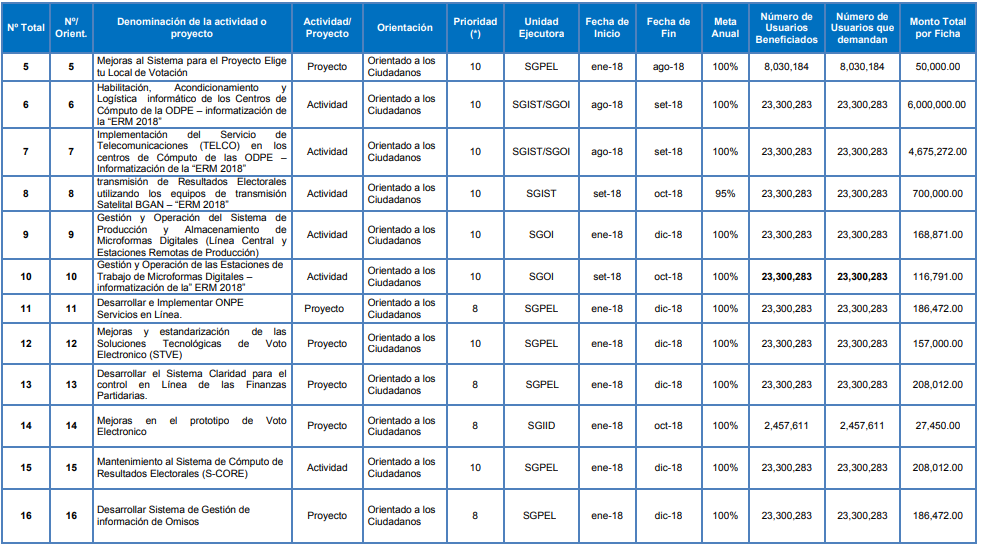 Nº Total
Nº/
Orient.
Denominación de la actividad o
proyecto
Actividad/
Proyecto
Orientación
Prioridad
(*)
Unidad
Ejecutora
Fecha de
Inicio
Fecha de
Fin
Meta
Anual
Número de
Usuarios
Beneficiados
Número de
Usuarios que
demandan
Monto Total
por Ficha
5
5
Mejoras al Sistema para el Proyecto Elige
tu Local de Votación
Proyecto
Orientado a los
Ciudadanos
10
SGPEL
ene-18
ago-18
100%
8,030,184
8,030,184
50,000.00
6
6
Habilitación, Acondicionamiento y
Logística informático de los Centros de
Cómputo de la ODPE – informatización de
la “ERM 2018”
Actividad
Orientado a los
Ciudadanos
10
SGIST/SGOI
ago-18
set-18
100%
23,300,283
23,300,283
6,000,000.00
7
7
Implementación del Servicio de
Telecomunicaciones (TELCO) en los
centros de Cómputo de las ODPE –
Informatización de la “ERM 2018”
Actividad
Orientado a los
Ciudadanos
10
SGIST/SGOI
ago-18
set-18
100%
23,300,283
23,300,283
4,675,272.00
8
8
transmisión de Resultados Electorales
utilizando los equipos de transmisión
Satelital BGAN – “ERM 2018”
Actividad
Orientado a los
Ciudadanos
10
SGIST
set-18
oct-18
95%
23,300,283
23,300,283
700,000.00
9
9
Gestión y Operación del Sistema de
Producción y Almacenamiento de
Microformas Digitales (Línea Central y
Estaciones Remotas de Producción)
Actividad
Orientado a los
Ciudadanos
10
SGOI
ene-18
dic-18
100%
23,300,283
23,300,283
168,871.00
10
10
Gestión y Operación de las Estaciones de
Trabajo de Microformas Digitales –
informatización de la” ERM 2018”
Actividad
Orientado a los
Ciudadanos
10
SGOI
set-18
oct-18
100%
23,300,283
23,300,283
116,791.00
11
11
Desarrollar e Implementar ONPE
Servicios en Línea.
Proyecto
Orientado a los
Ciudadanos
8
SGPEL
ene-18
dic-18
100%
23,300,283
23,300,283
186,472.00
12
12
Mejoras y estandarización de las
Soluciones Tecnológicas de Voto
Electronico (STVE)
Proyecto
Orientado a los
Ciudadanos
10
SGPEL
ene-18
dic-18
100%
23,300,283
23,300,283
157,000.00
13
13
Desarrollar el Sistema Claridad para el
control en Línea de las Finanzas
Partidarias.
Proyecto
Orientado a los
Ciudadanos
8
SGPEL
ene-18
dic-18
100%
23,300,283
23,300,283
208,012.00
14
14
Mejoras en el prototipo de Voto
Electronico
Proyecto
Orientado a los
Ciudadanos
8
SGIID
ene-18
oct-18
100%
2,457,611
2,457,611
27,450.00
15
15
Mantenimiento al Sistema de Cómputo de
Resultados Electorales (S-CORE)
Actividad
Orientado a los
Ciudadanos
10
SGPEL
ene-18
dic-18
100%
23,300,283
23,300,283
208,012.00
16
16
Desarrollar Sistema de Gestión de
información de Omisos
Proyecto
Orientado a los
Ciudadanos
8
SGPEL
ene-18
dic-18
100%
23,300,283
23,300,283
186,472.00